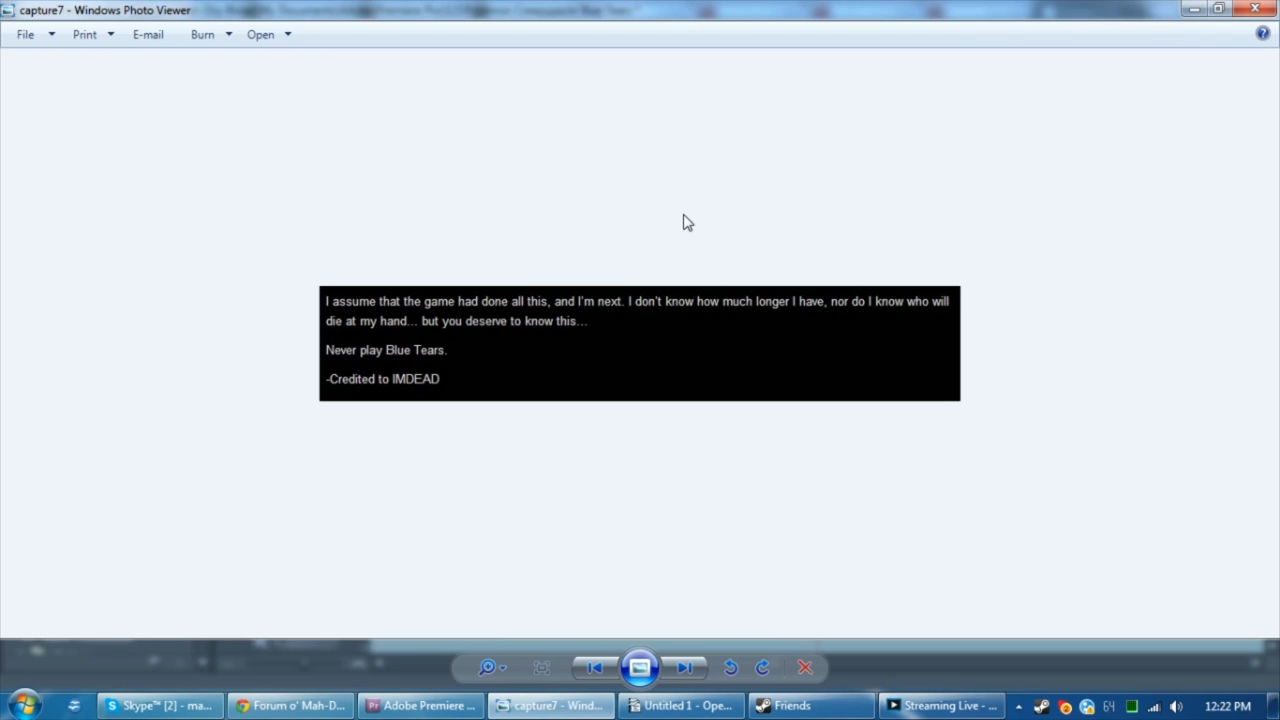 capture7 - Windows Photo Viewer
File Print E-mail Burn Open
I assume that the game had done all this, and I'm next. I don't know how much longer I have, nor do I know who will
die at my hand... but you deserve to know this...
Never play Blue Tears.
-Credited to IMDEAD
Skype™ [2] - ma... Forum o' Mah-D... Adobe Premiere ... capture7 - Wind... Untitled 1 - Ope... Friends Streaming Live - ... 64 12:22 PM